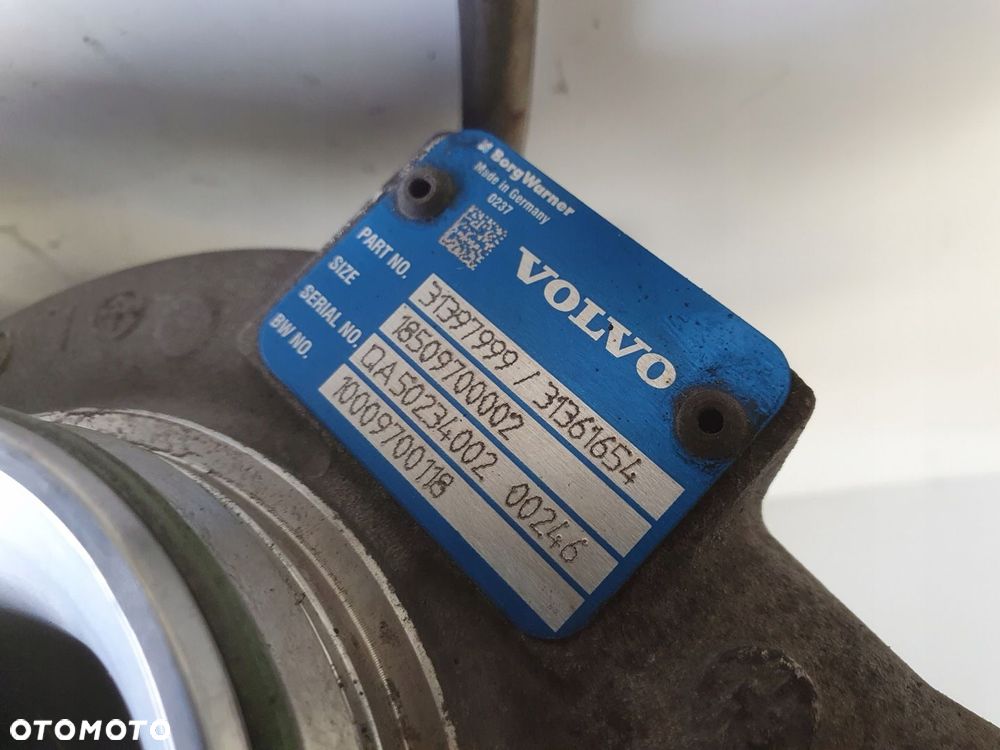 BorgWarner
Made in Germany
0237
VOLVO
PART NO. 31397999 / 31361654
SIZE 18509700002
SERIAL NO. QA50234002 00246
BW NO. 10009700118
OTOMOTO